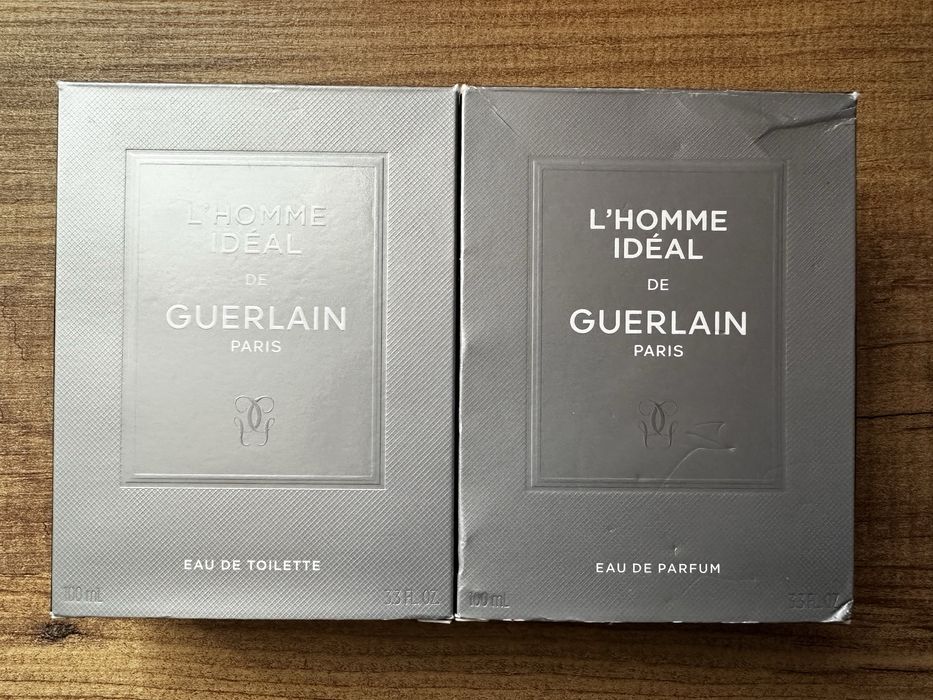 L'HOMME
IDÉAL
DE
GUERLAIN
PARIS
EAU DE TOILETTE
100 mL
3.3 FL. OZ.
L'HOMME
IDÉAL
DE
GUERLAIN
PARIS
EAU DE PARFUM
100 mL
3.3 FL. OZ.